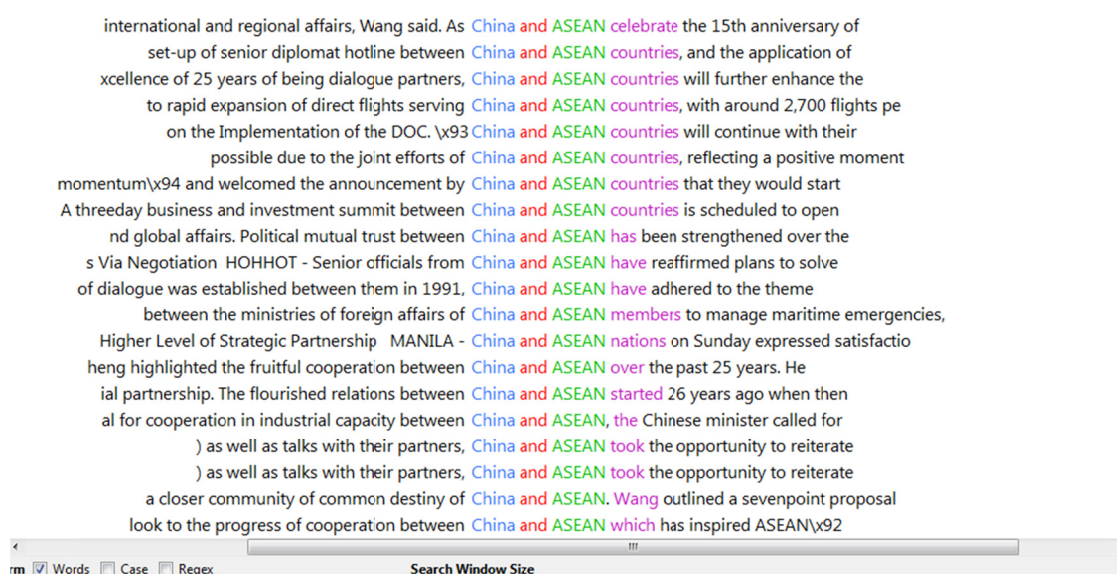 international and regional affairs, Wang said. As China and ASEAN celebrate the 15th anniversary of
set-up of senior diplomat hotline between China and ASEAN countries, and the application of
xcellence of 25 years of being dialogue partners, China and ASEAN countries will further enhance the
to rapid expansion of direct flights serving China and ASEAN countries, with around 2,700 flights pe
on the Implementation of the DOC. \x93 China and ASEAN countries will continue with their
possible due to the joint efforts of China and ASEAN countries, reflecting a positive moment
momentum\x94 and welcomed the announcement by China and ASEAN countries that they would start
A threeday business and investment summit between China and ASEAN countries is scheduled to open
nd global affairs. Political mutual trust between China and ASEAN has been strengthened over the
s Via Negotiation HOHHOT - Senior officials from China and ASEAN have reaffirmed plans to solve
of dialogue was established between them in 1991, China and ASEAN have adhered to the theme
between the ministries of foreign affairs of China and ASEAN members to manage maritime emergencies,
Higher Level of Strategic Partnership MANILA - China and ASEAN nations on Sunday expressed satisfactio
heng highlighted the fruitful cooperation between China and ASEAN over the past 25 years. He
ial partnership. The flourished relations between China and ASEAN started 26 years ago when then
al for cooperation in industrial capacity between China and ASEAN, the Chinese minister called for
) as well as talks with their partners, China and ASEAN took the opportunity to reiterate
) as well as talks with their partners, China and ASEAN took the opportunity to reiterate
a closer community of common destiny of China and ASEAN. Wang outlined a sevenpoint proposal
look to the progress of cooperation between China and ASEAN which has inspired ASEAN\x92
rm Words Case Regex Search Window Size